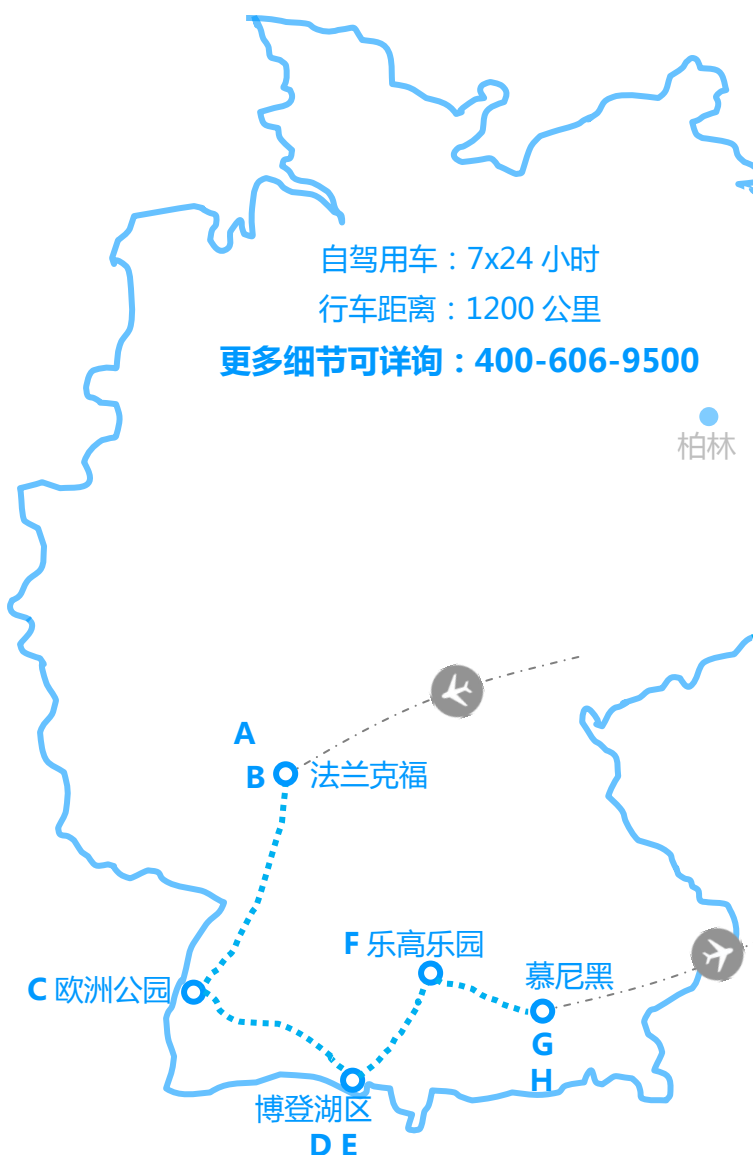 自驾用车：7x24 小时
行车距离：1200 公里
更多细节可详询：400-606-9500
柏林
A
B 法兰克福
F 乐高乐园
慕尼黑
C 欧洲公园
G
H
博登湖区
D E